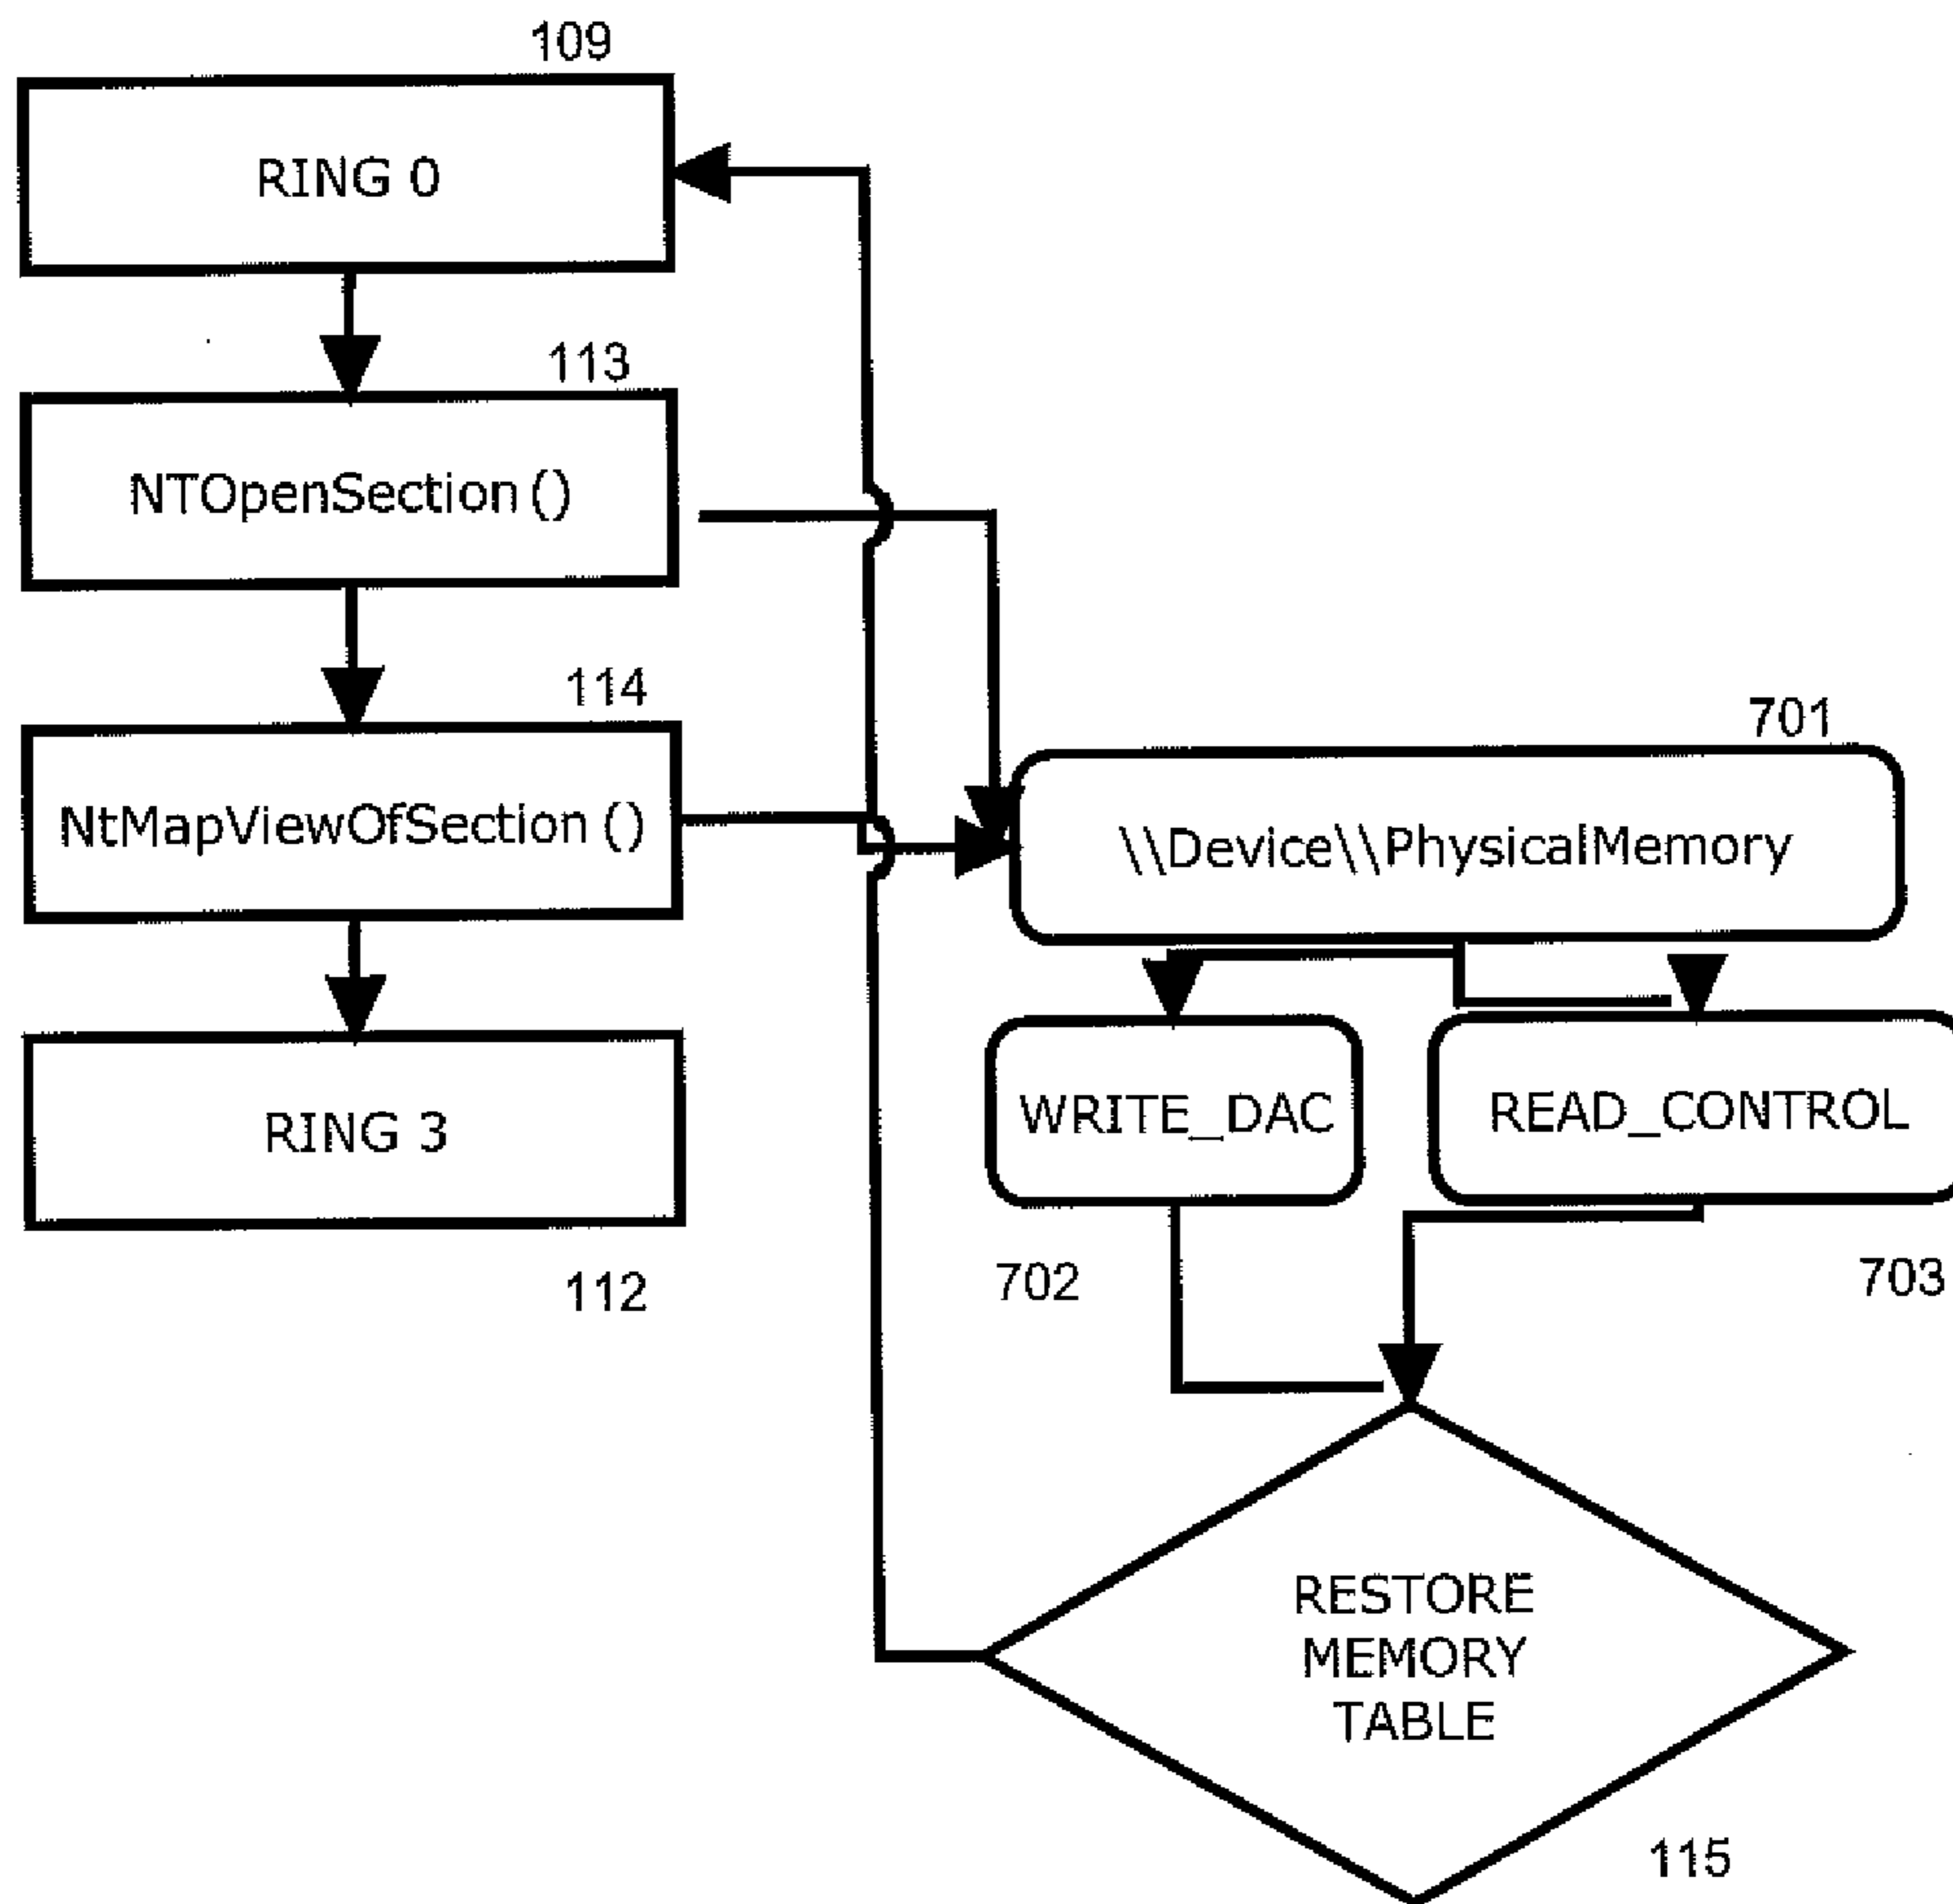 109
RING 0
113
NTOpenSection ()
114
NtMapViewOfSection ()
RING 3
112
701
\\Device\\PhysicalMemory
WRITE_DAC
READ_CONTROL
702
703
RESTORE
MEMORY
TABLE
115